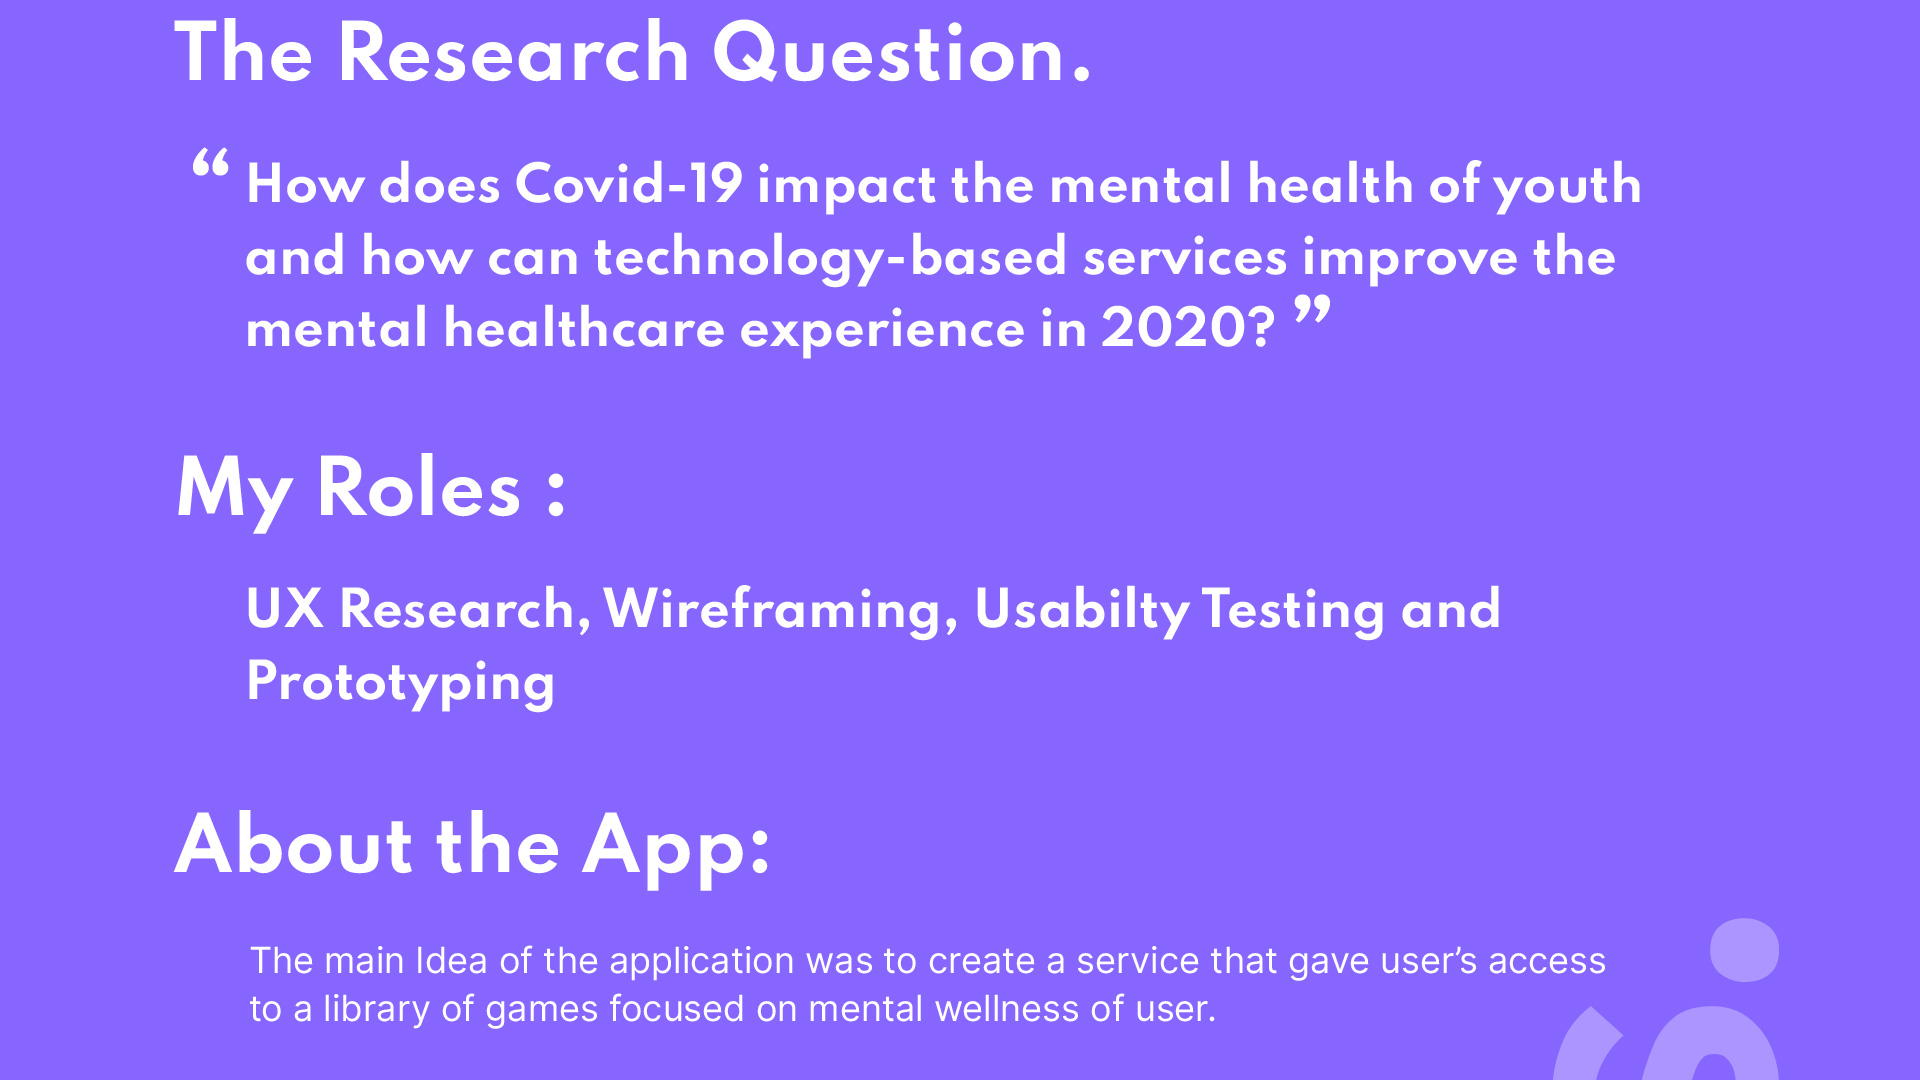 The Research Question.
“ How does Covid-19 impact the mental health of youth
and how can technology-based services improve the
mental healthcare experience in 2020? ”
My Roles :
UX Research, Wireframing, Usabilty Testing and
Prototyping
About the App:
The main Idea of the application was to create a service that gave user’s access
to a library of games focused on mental wellness of user.